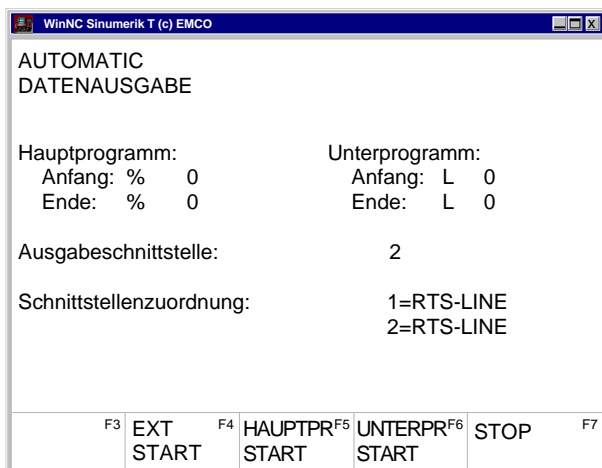 WinNC Sinumerik T (c) EMCO
AUTOMATIC
DATENAUSGABE
Hauptprogramm: Unterprogramm:
Anfang: % 0 Anfang: L 0
Ende: % 0 Ende: L 0
Ausgabeschnittstelle: 2
Schnittstellenzuordnung: 1=RTS-LINE
2=RTS-LINE
F3 EXT F4 HAUPTPR F5 UNTERPR F6 STOP F7
START START START